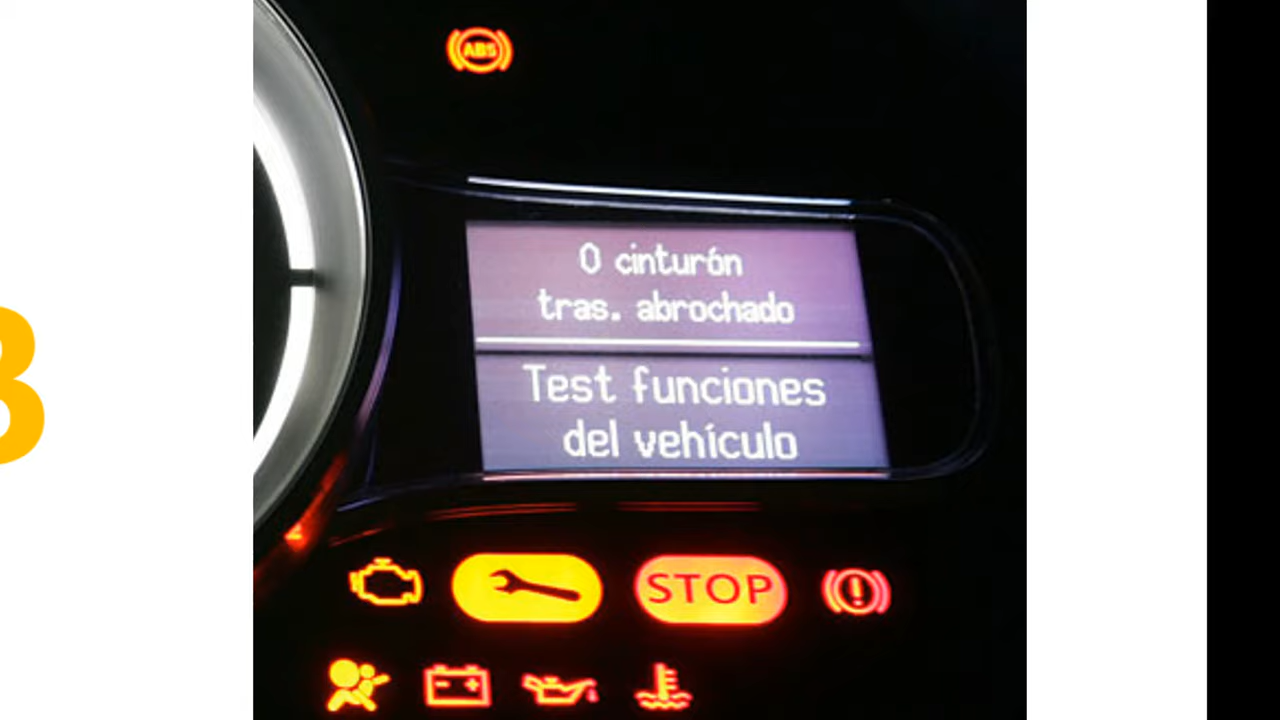 ABS
0 cinturón
tras. abrochado
Test funciones
del vehículo
STOP